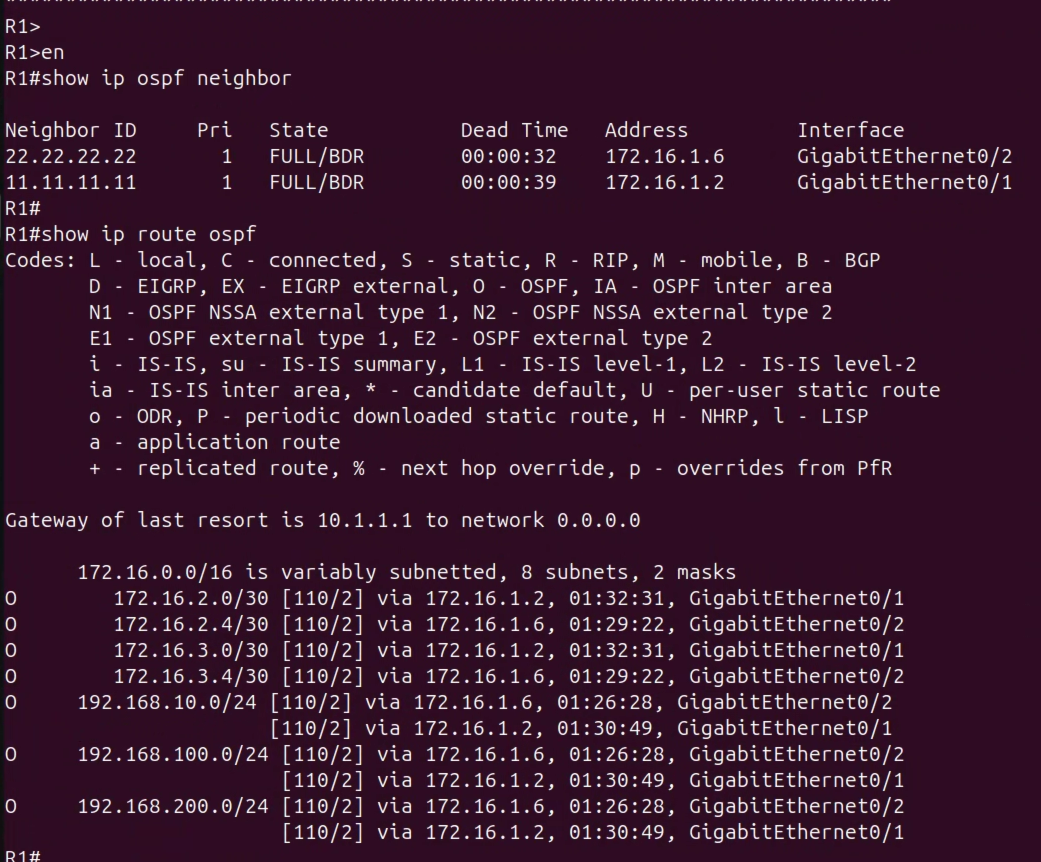 R1>
R1>en
R1#show ip ospf neighbor

Neighbor ID     Pri   State           Dead Time   Address         Interface
22.22.22.22       1   FULL/BDR        00:00:32    172.16.1.6      GigabitEthernet0/2
11.11.11.11       1   FULL/BDR        00:00:39    172.16.1.2      GigabitEthernet0/1
R1#
R1#show ip route ospf
Codes: L - local, C - connected, S - static, R - RIP, M - mobile, B - BGP
       D - EIGRP, EX - EIGRP external, O - OSPF, IA - OSPF inter area
       N1 - OSPF NSSA external type 1, N2 - OSPF NSSA external type 2
       E1 - OSPF external type 1, E2 - OSPF external type 2
       i - IS-IS, su - IS-IS summary, L1 - IS-IS level-1, L2 - IS-IS level-2
       ia - IS-IS inter area, * - candidate default, U - per-user static route
       o - ODR, P - periodic downloaded static route, H - NHRP, l - LISP
       a - application route
       + - replicated route, % - next hop override, p - overrides from PfR

Gateway of last resort is 10.1.1.1 to network 0.0.0.0

      172.16.0.0/16 is variably subnetted, 8 subnets, 2 masks
O        172.16.2.0/30 [110/2] via 172.16.1.2, 01:32:31, GigabitEthernet0/1
O        172.16.2.4/30 [110/2] via 172.16.1.6, 01:29:22, GigabitEthernet0/2
O        172.16.3.0/30 [110/2] via 172.16.1.2, 01:32:31, GigabitEthernet0/1
O        172.16.3.4/30 [110/2] via 172.16.1.6, 01:29:22, GigabitEthernet0/2
O     192.168.10.0/24 [110/2] via 172.16.1.6, 01:26:28, GigabitEthernet0/2
                      [110/2] via 172.16.1.2, 01:30:49, GigabitEthernet0/1
O     192.168.100.0/24 [110/2] via 172.16.1.6, 01:26:28, GigabitEthernet0/2
                       [110/2] via 172.16.1.2, 01:30:49, GigabitEthernet0/1
O     192.168.200.0/24 [110/2] via 172.16.1.6, 01:26:28, GigabitEthernet0/2
                       [110/2] via 172.16.1.2, 01:30:49, GigabitEthernet0/1
R1#